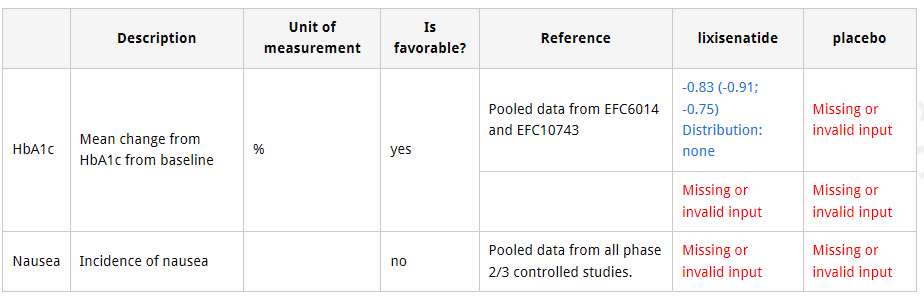 Description
Unit of
measurement
Is
favorable?
Reference
lixisenatide
placebo
HbA1c
Mean change from
HbA1c from baseline
%
yes
Pooled data from EFC6014
and EFC10743
-0.83 (-0.91;
-0.75)
Distribution:
none
Missing or
invalid input
Missing or
invalid input
Missing or
invalid input
Nausea
Incidence of nausea
no
Pooled data from all phase
2/3 controlled studies.
Missing or
invalid input
Missing or
invalid input